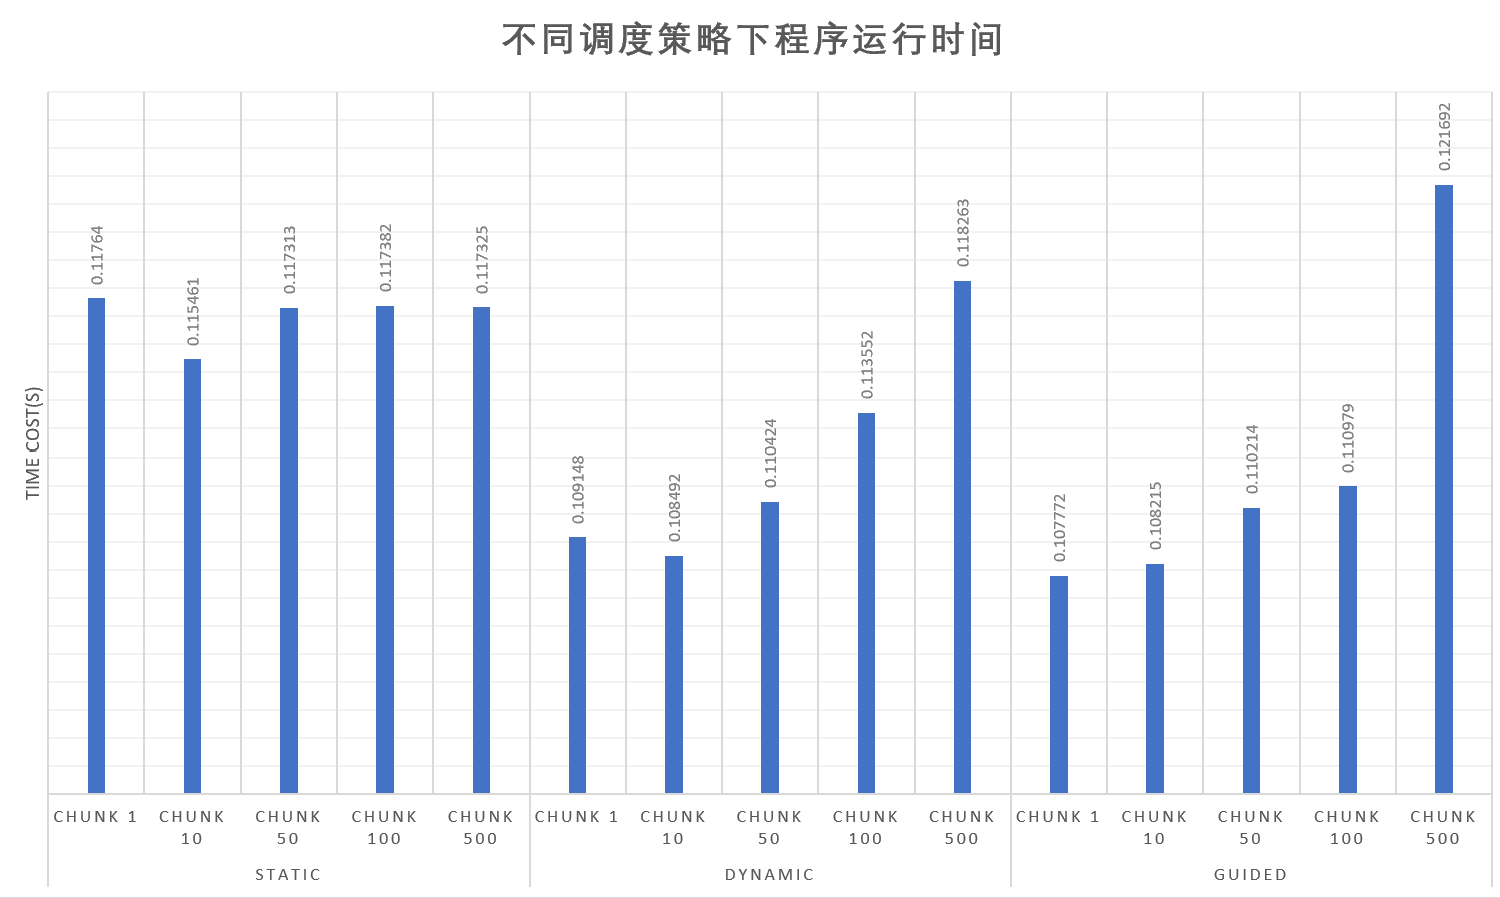 不同调度策略下程序运行时间
TIME COST(S)
0.11764
0.115461
0.117313
0.117382
0.117325
0.109148
0.108492
0.110424
0.113552
0.118263
0.107772
0.108215
0.110214
0.110979
0.121692
CHUNK 1
CHUNK
10
CHUNK
50
CHUNK
100
CHUNK
500
CHUNK 1
CHUNK
10
CHUNK
50
CHUNK
100
CHUNK
500
CHUNK 1
CHUNK
10
CHUNK
50
CHUNK
100
CHUNK
500
STATIC
DYNAMIC
GUIDED